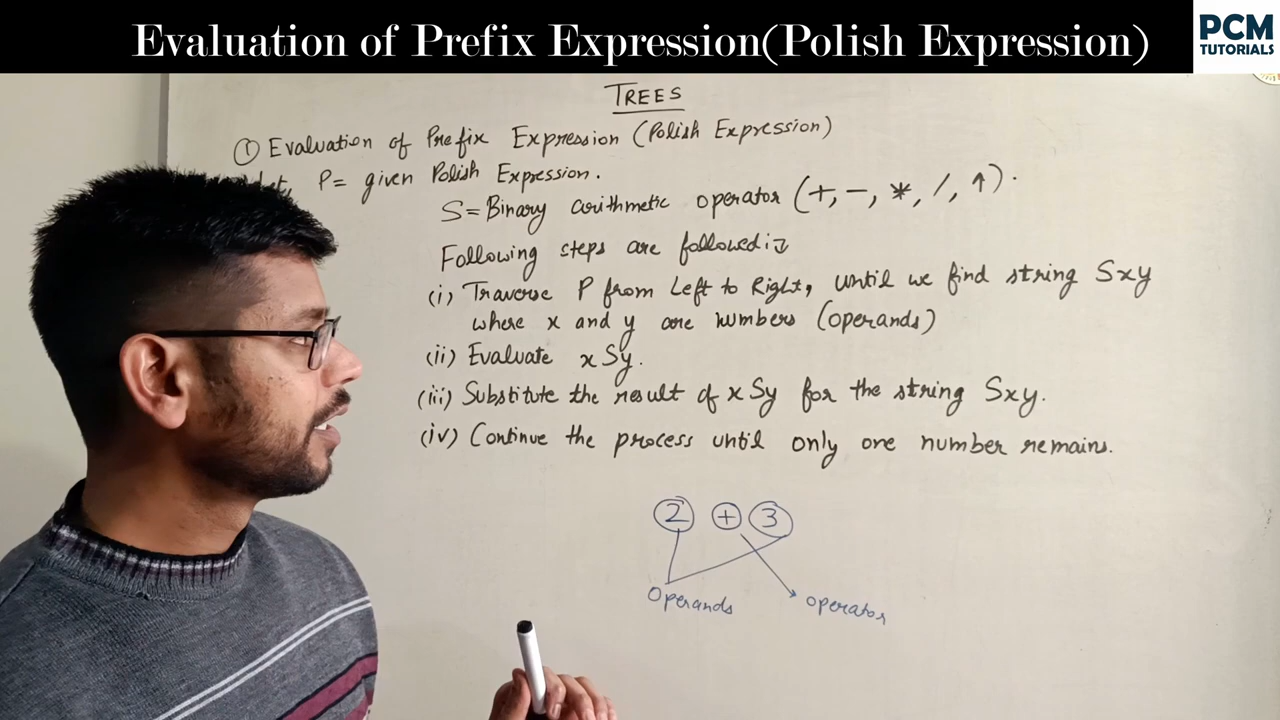 Evaluation of Prefix Expression(Polish Expression)
PCM
TUTORIALS
TREES
① Evaluation of Prefix Expression (Polish Expression)
Let, P = given Polish Expression.
S = Binary arithmetic operator (+, -, *, /, ↑).
Following steps are followed:-
(i) Traverse P from Left to Right, until we find string Sxy
where x and y are numbers (operands)
(ii) Evaluate xSy.
(iii) Substitute the result of xSy for the string Sxy.
(iv) Continue the process until only one number remains.
2 + 3
Operands
operator